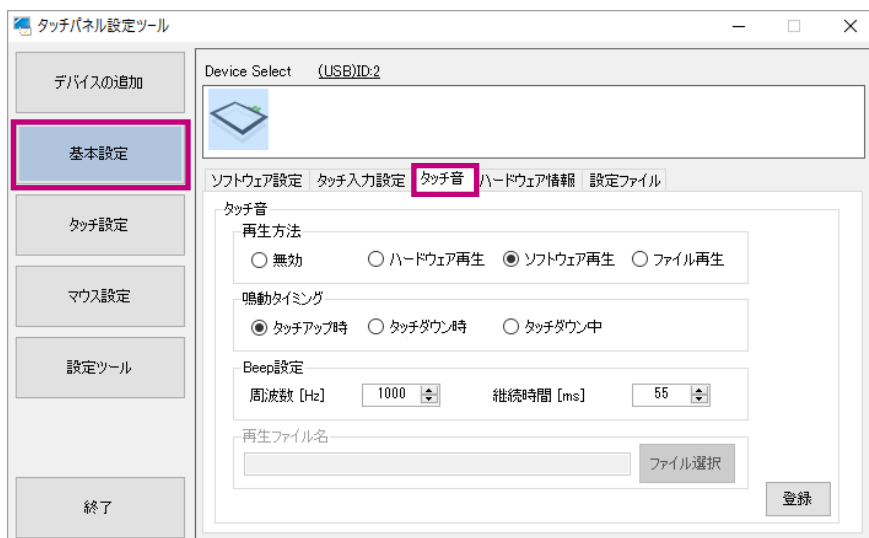 タッチパネル設定ツール
デバイスの追加
基本設定
タッチ設定
マウス設定
設定ツール
終了
Device Select (USB)ID:2
ソフトウェア設定 タッチ入力設定 タッチ音 ハードウェア情報 設定ファイル
タッチ音
再生方法
無効 ハードウェア再生 ソフトウェア再生 ファイル再生
鳴動タイミング
タッチアップ時 タッチダウン時 タッチダウン中
Beep設定
周波数 [Hz] 1000 継続時間 [ms] 55
再生ファイル名
ファイル選択
登録